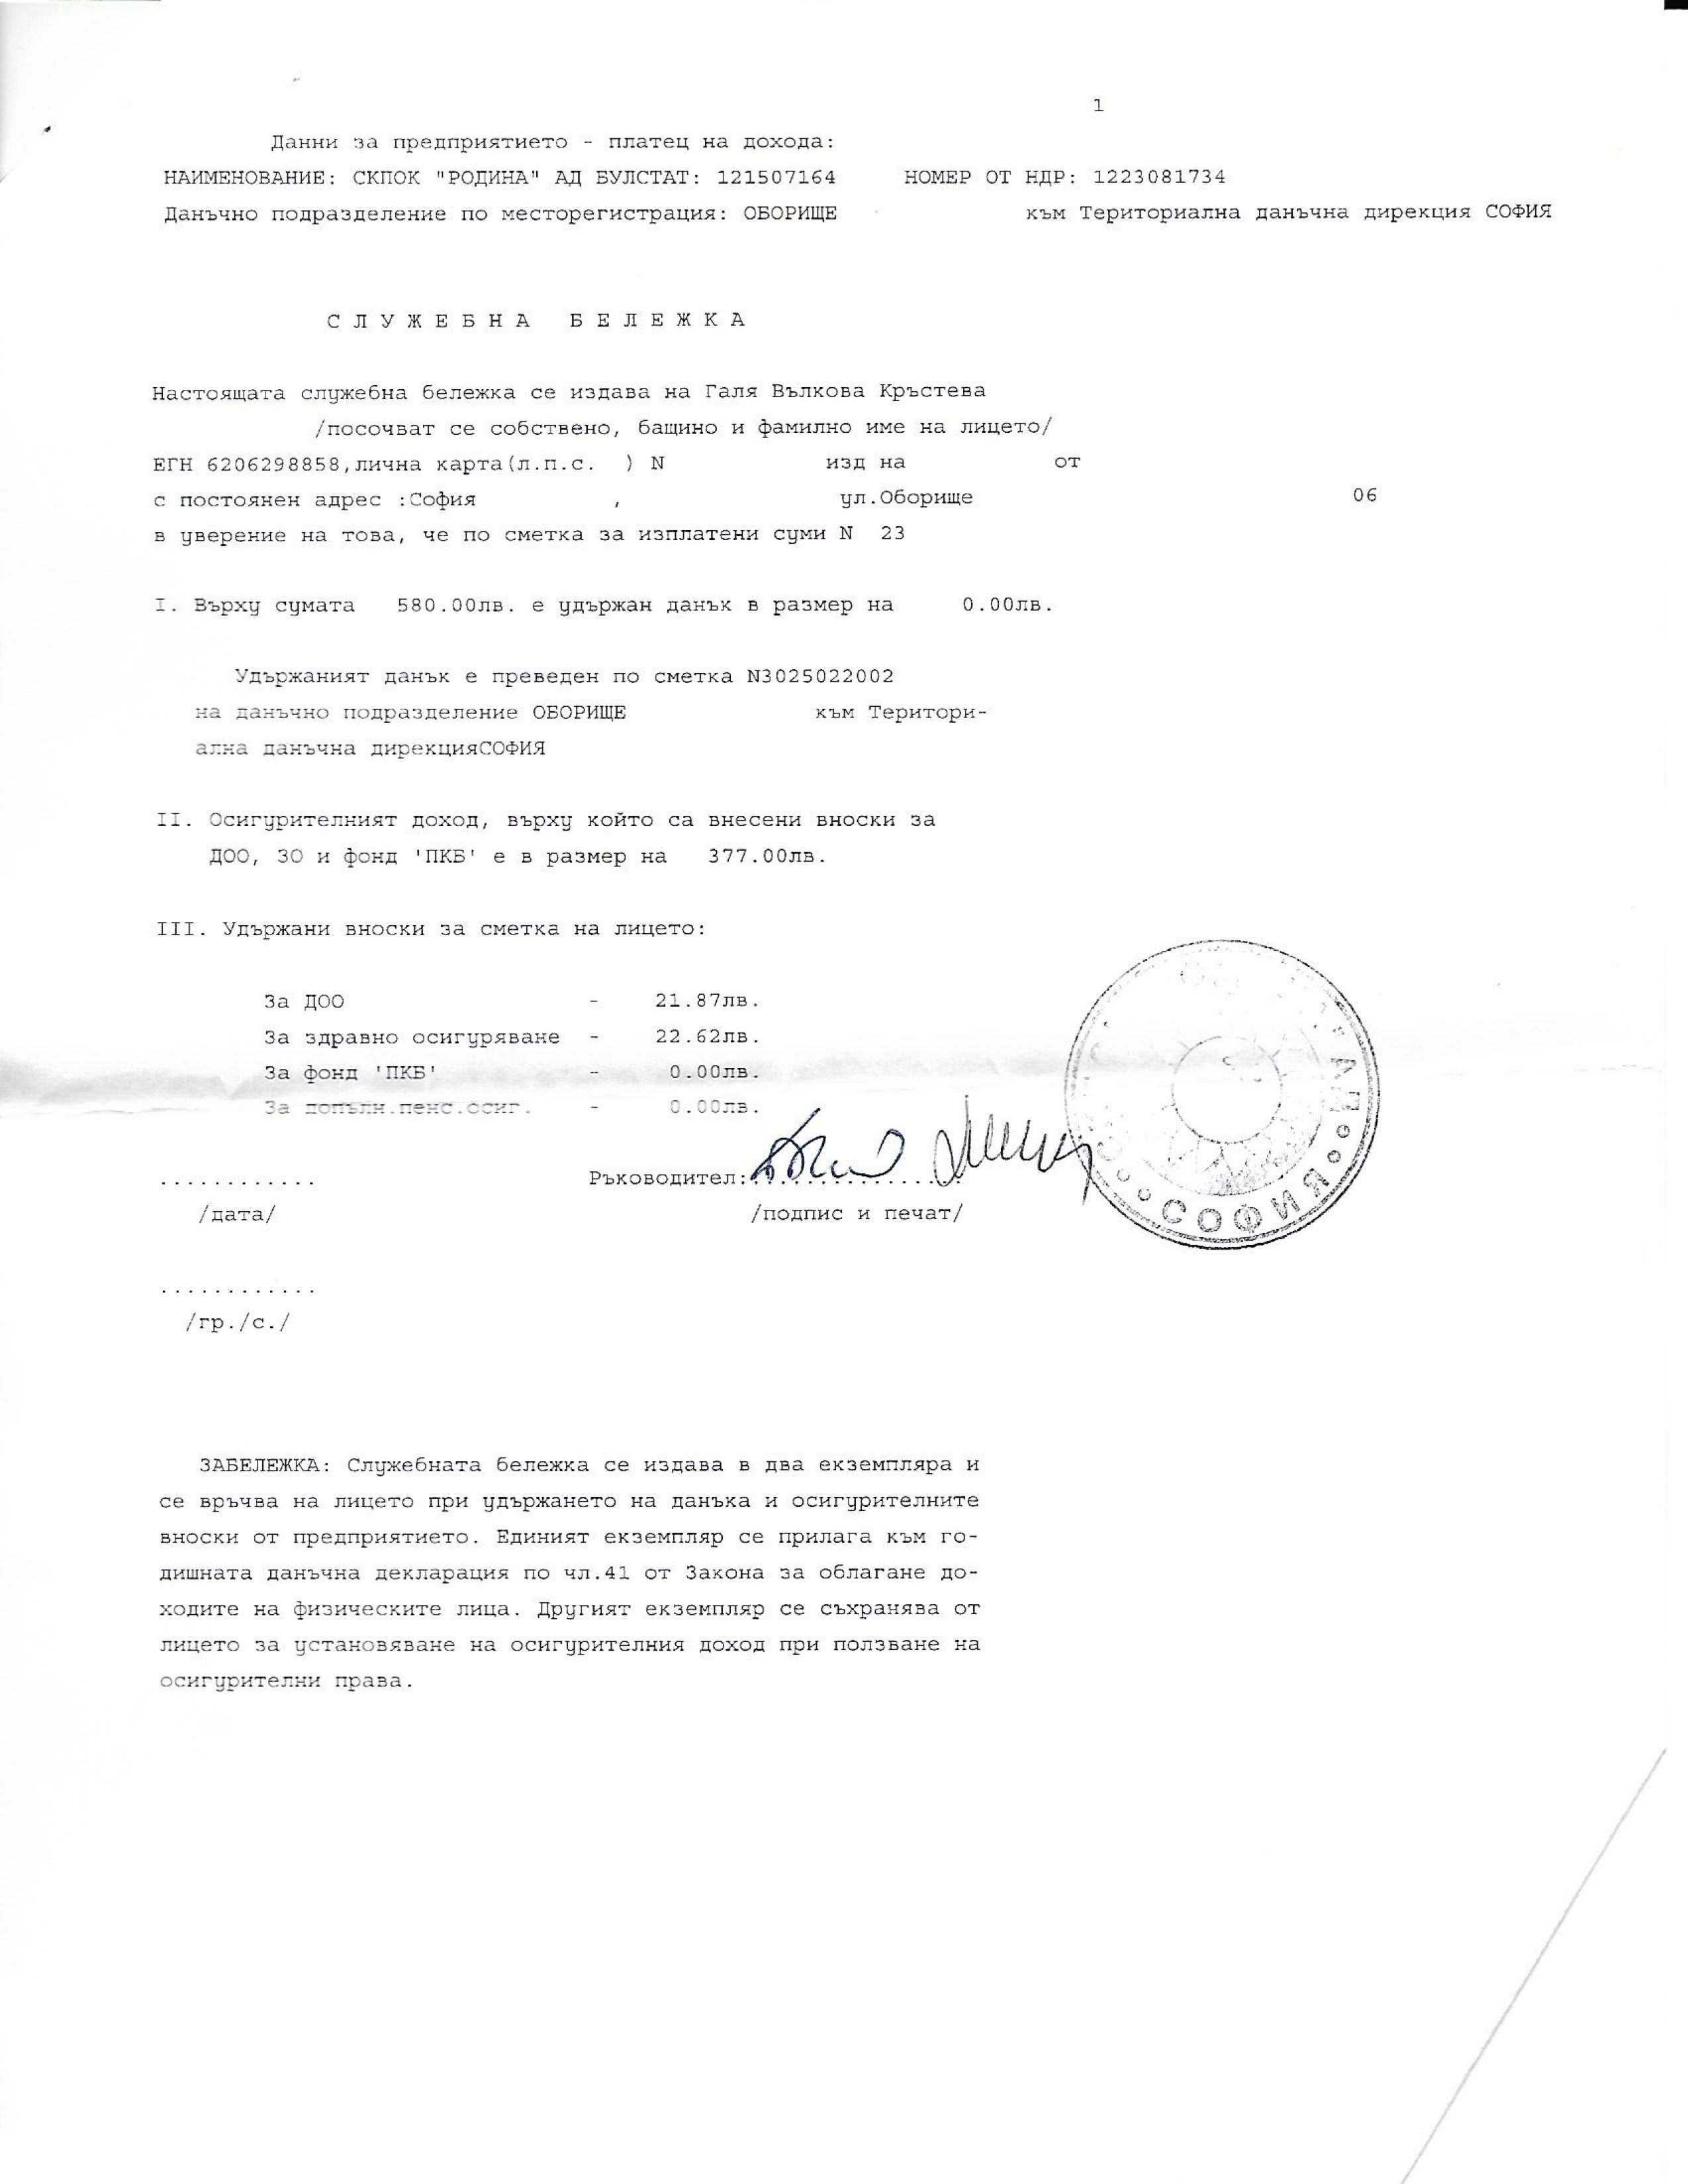 1
Данни за предприятието - платец на дохода:
НАИМЕНОВАНИЕ: СКПОК "РОДИНА" АД БУЛСТАТ: 121507164 НОМЕР ОТ НДР: 1223081734
Данъчно подразделение по месторегистрация: ОБОРИЩЕ към Териториална данъчна дирекция СОФИЯ
С Л У Ж Е Б Н А Б Е Л Е Ж К А
Настоящата служебна бележка се издава на Галя Вълкова Кръстева
/посочват се собствено, бащино и фамилно име на лицето/
ЕГН 6206298858,лична карта(л.п.с. ) N изд на от
с постоянен адрес :София , ул.Оборище 06
в уверение на това, че по сметка за изплатени суми N 23
I. Върху сумата 580.00лв. е удържан данък в размер на 0.00лв.
Удържаният данък е преведен по сметка N3025022002
на данъчно подразделение ОБОРИЩЕ към Територи-
ална данъчна дирекцияСОФИЯ
II. Осигурителният доход, върху който са внесени вноски за
ДОО, ЗО и фонд 'ПКБ' е в размер на 377.00лв.
III. Удържани вноски за сметка на лицето:
За ДОО - 21.87лв.
За здравно осигуряване - 22.62лв.
За фонд 'ПКБ' - 0.00лв.
За допълн.пенс.осиг. - 0.00лв.
............ Ръководител:................
/дата/ /подпис и печат/
АД
СОФИЯ
............
/гр./с./
ЗАБЕЛЕЖКА: Служебната бележка се издава в два екземпляра и
се връчва на лицето при удържането на данъка и осигурителните
вноски от предприятието. Единият екземпляр се прилага към го-
дишната данъчна декларация по чл.41 от Закона за облагане до-
ходите на физическите лица. Другият екземпляр се съхранява от
лицето за установяване на осигурителния доход при ползване на
осигурителни права.